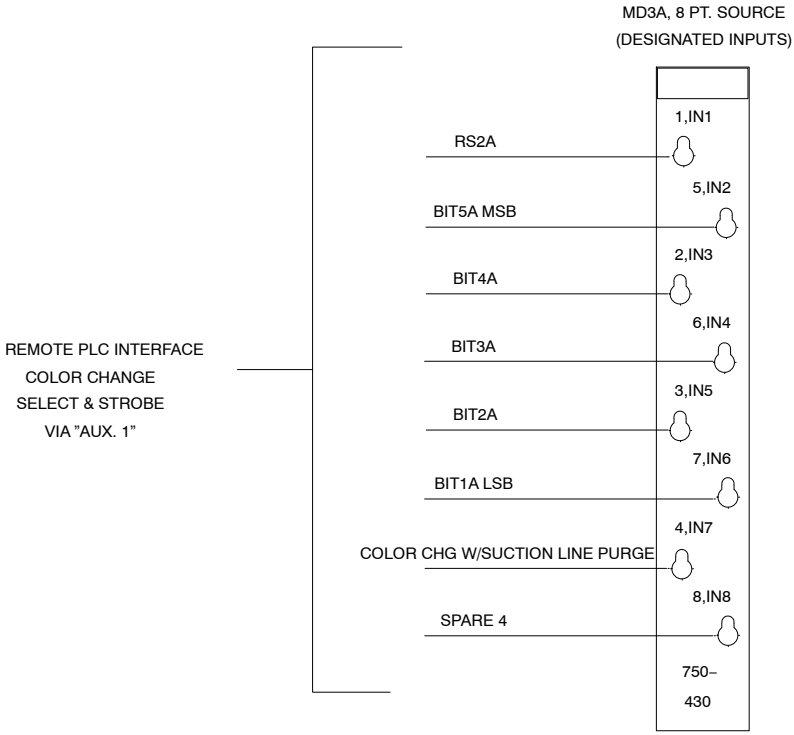 MD3A, 8 PT. SOURCE
(DESIGNATED INPUTS)
1,IN1
RS2A
5,IN2
BIT5A MSB
2,IN3
BIT4A
6,IN4
BIT3A
REMOTE PLC INTERFACE
COLOR CHANGE
SELECT & STROBE
VIA "AUX. 1"
3,IN5
BIT2A
7,IN6
BIT1A LSB
4,IN7
COLOR CHG W/SUCTION LINE PURGE
8,IN8
SPARE 4
750–
430